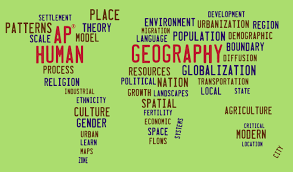 SETTLEMENT
PLACE
PATTERNS
AP®
THEORY
SCALE
MODEL
HUMAN
PROCESS
RELIGION
INDUSTRIAL
ETHNICITY
CULTURE
GENDER
URBAN
LEARN
MAPS
ZONE
DEVELOPMENT
ENVIRONMENT
URBANIZATION
REGION
MIGRATION
LANGUAGE
POPULATION
DEMOGRAPHIC
BOUNDARY
GEOGRAPHY
DIFFUSION
RESOURCES
GLOBALIZATION
POLITICAL
NATION
TRANSPORTATION
GROWTH
LANDSCAPES
LOCAL
STATE
SPATIAL
FERTILITY
AGRICULTURE
ECONOMIC
SPACE
SYSTEMS
FLOWS
CRITICAL
MODERN
LOCATION
CITY